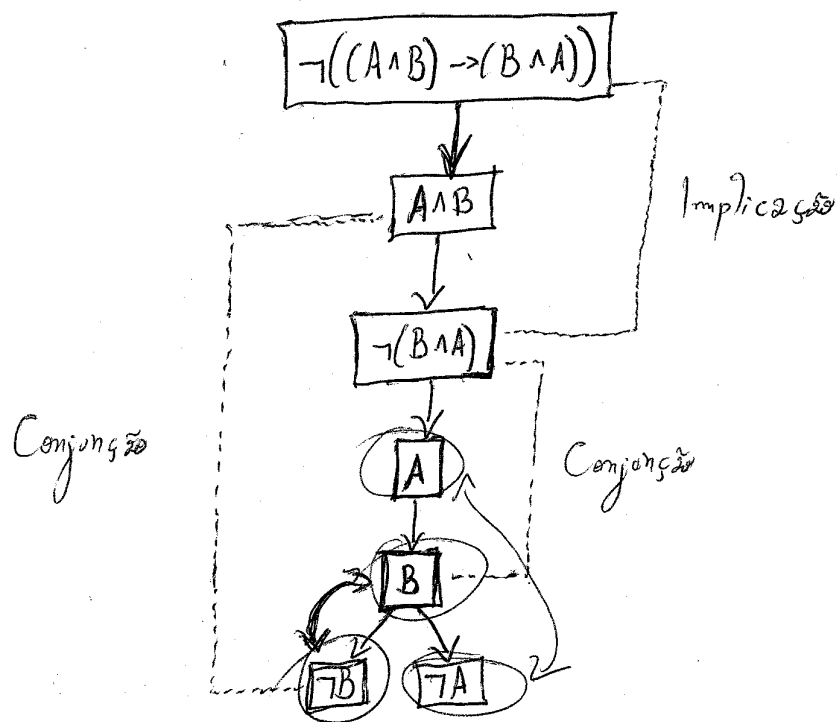 ¬((A∧B)→(B∧A))
A∧B
Implicação
¬(B∧A)
Conjunção
A
Conjunção
B
¬B
¬A